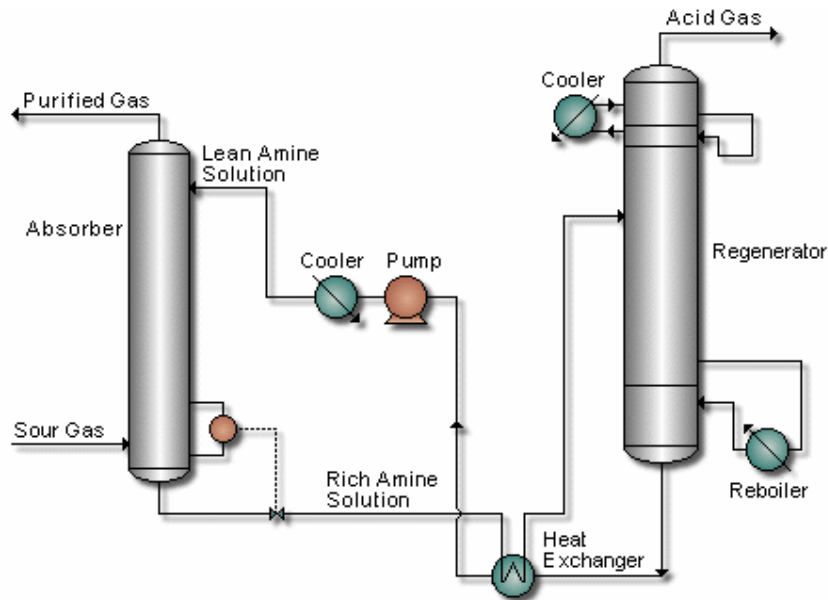 Acid Gas
Cooler
Purified Gas
Lean Amine
Solution
Absorber
Cooler
Pump
Regenerator
Sour Gas
Rich Amine
Solution
Reboiler
Heat
Exchanger